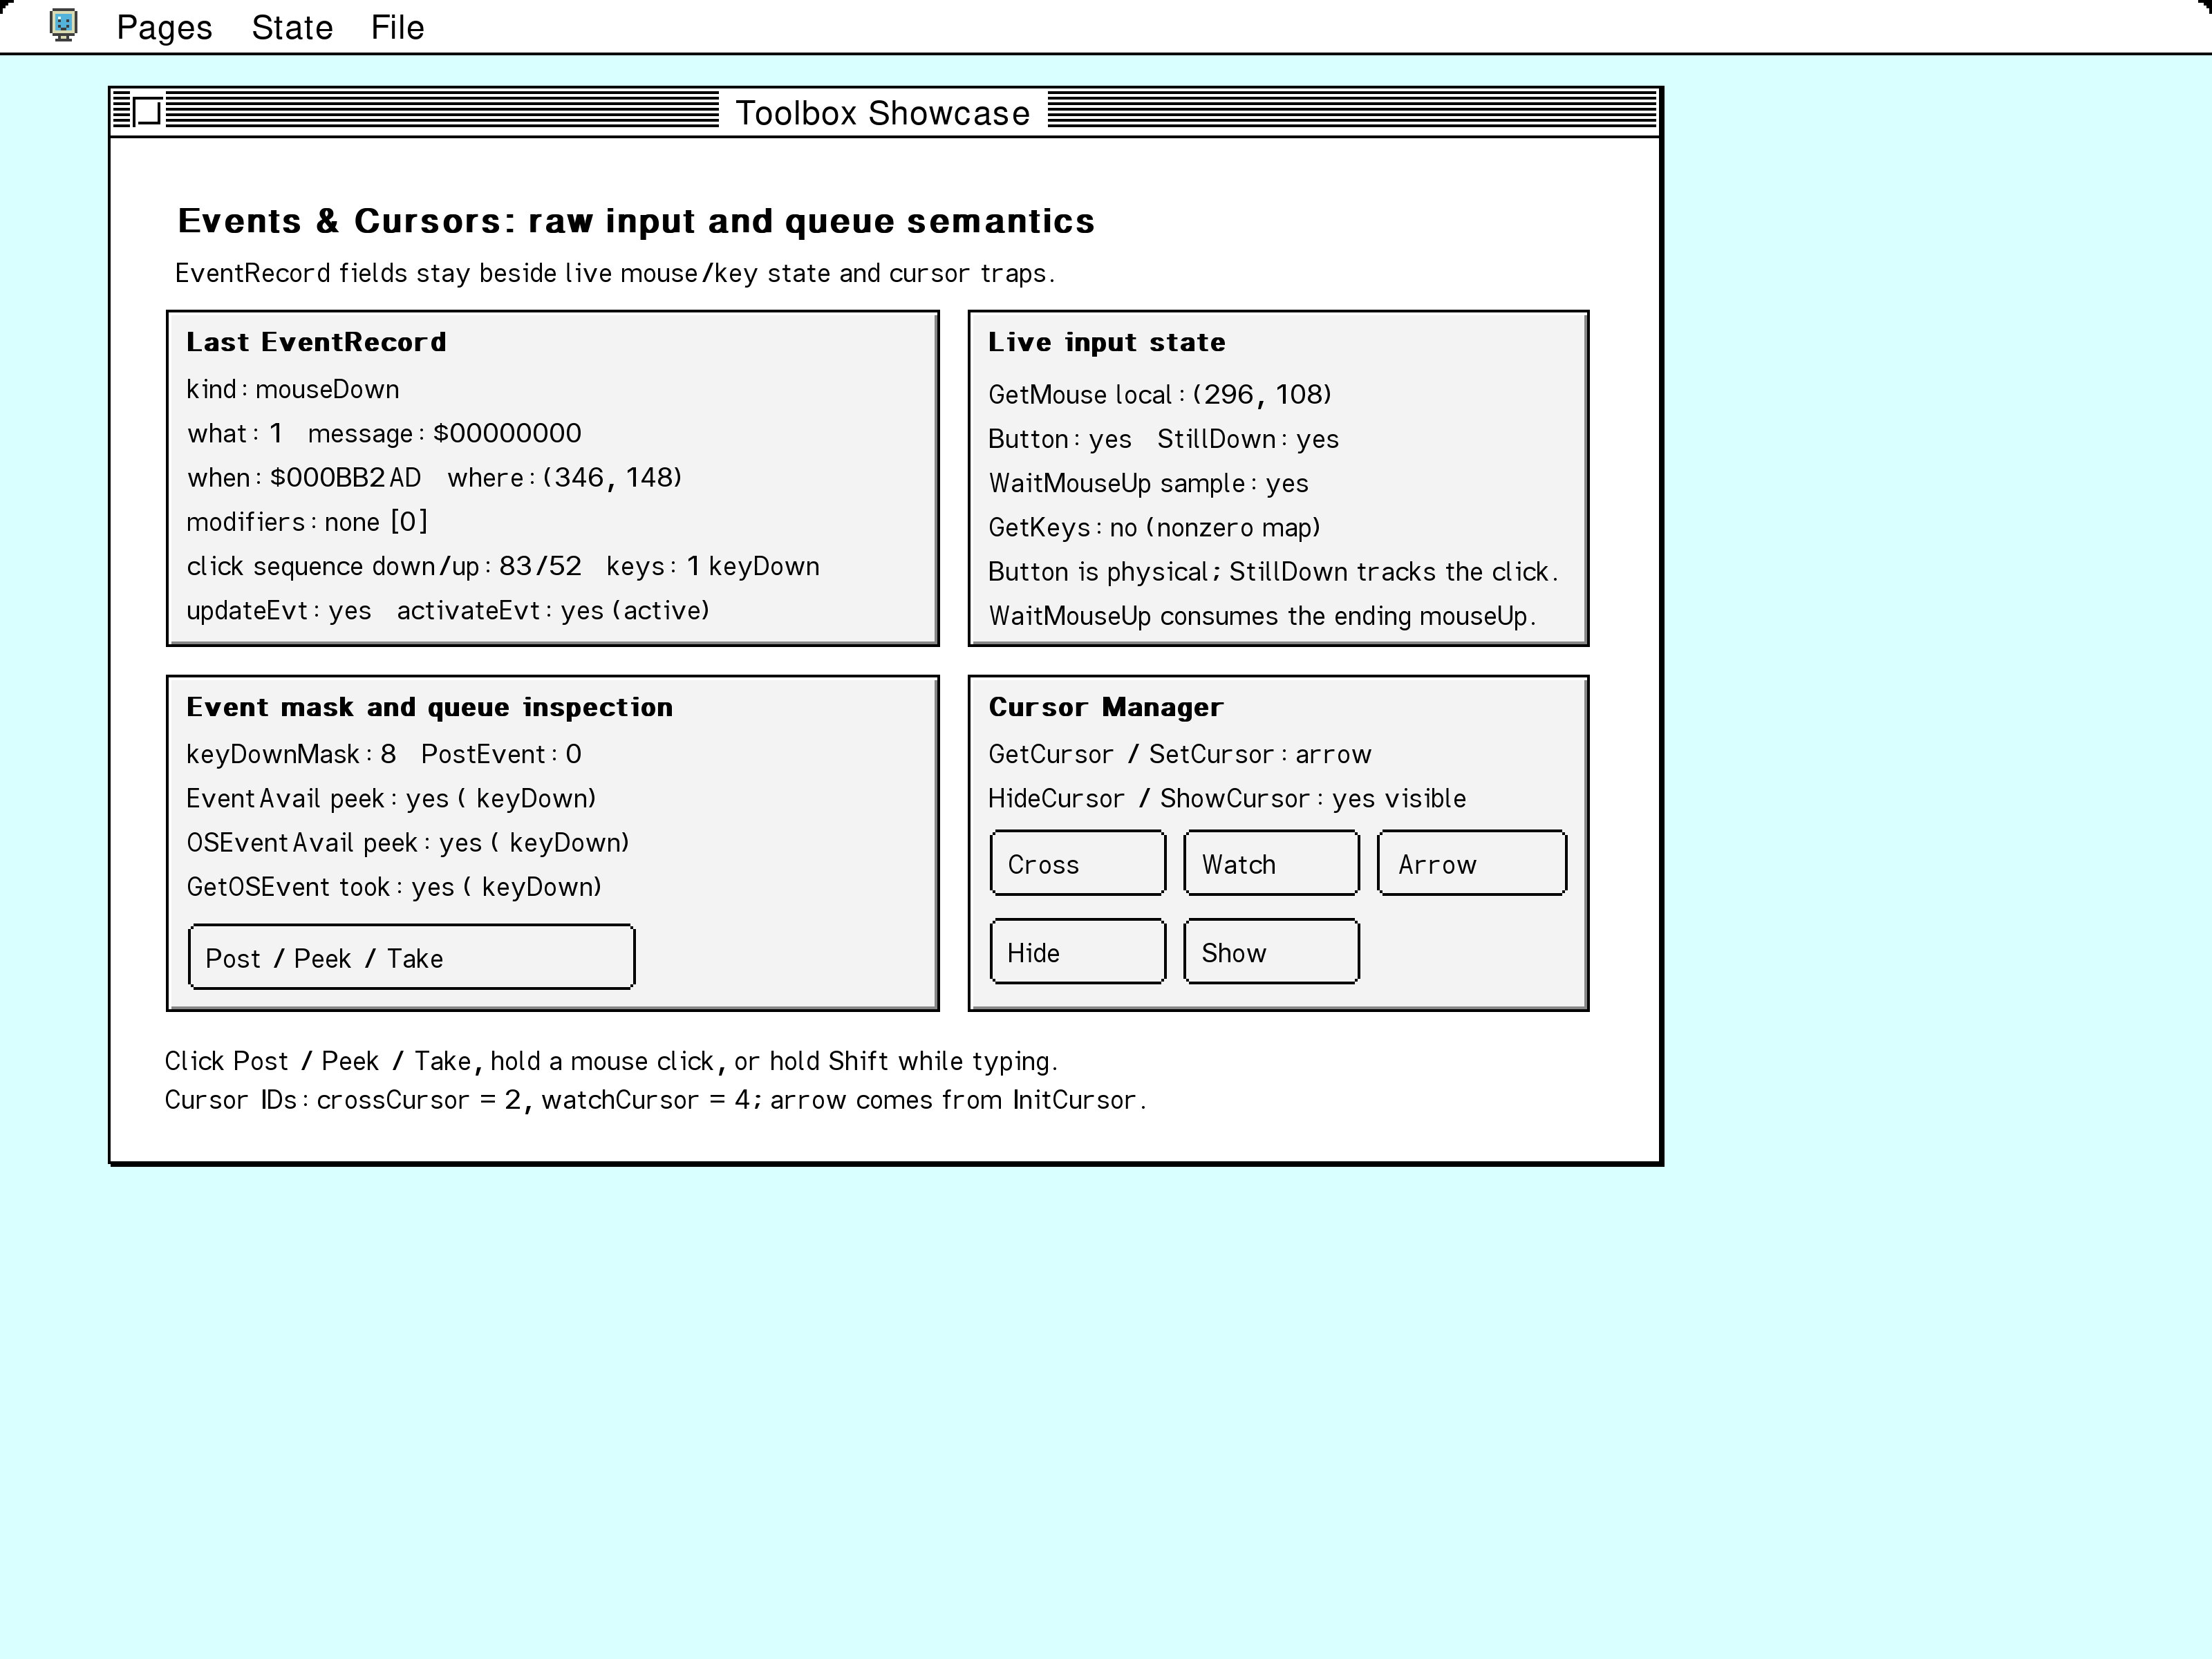 Pages State File
Toolbox Showcase
Events & Cursors: raw input and queue semantics
EventRecord fields stay beside live mouse/key state and cursor traps.
Last EventRecord
kind: mouseDown
what: 1 message: $00000000
when: $000BB2AD where: (346, 148)
modifiers: none [0]
click sequence down/up: 83/52 keys: 1 keyDown
updateEvt: yes activateEvt: yes (active)
Live input state
GetMouse local: (296, 108)
Button: yes StillDown: yes
WaitMouseUp sample: yes
GetKeys: no (nonzero map)
Button is physical; StillDown tracks the click.
WaitMouseUp consumes the ending mouseUp.
Event mask and queue inspection
keyDownMask: 8 PostEvent: 0
EventAvail peek: yes ( keyDown)
OSEventAvail peek: yes ( keyDown)
GetOSEvent took: yes ( keyDown)
Post / Peek / Take
Cursor Manager
GetCursor / SetCursor: arrow
HideCursor / ShowCursor: yes visible
Cross Watch Arrow
Hide Show
Click Post / Peek / Take, hold a mouse click, or hold Shift while typing.
Cursor IDs: crossCursor = 2, watchCursor = 4; arrow comes from InitCursor.